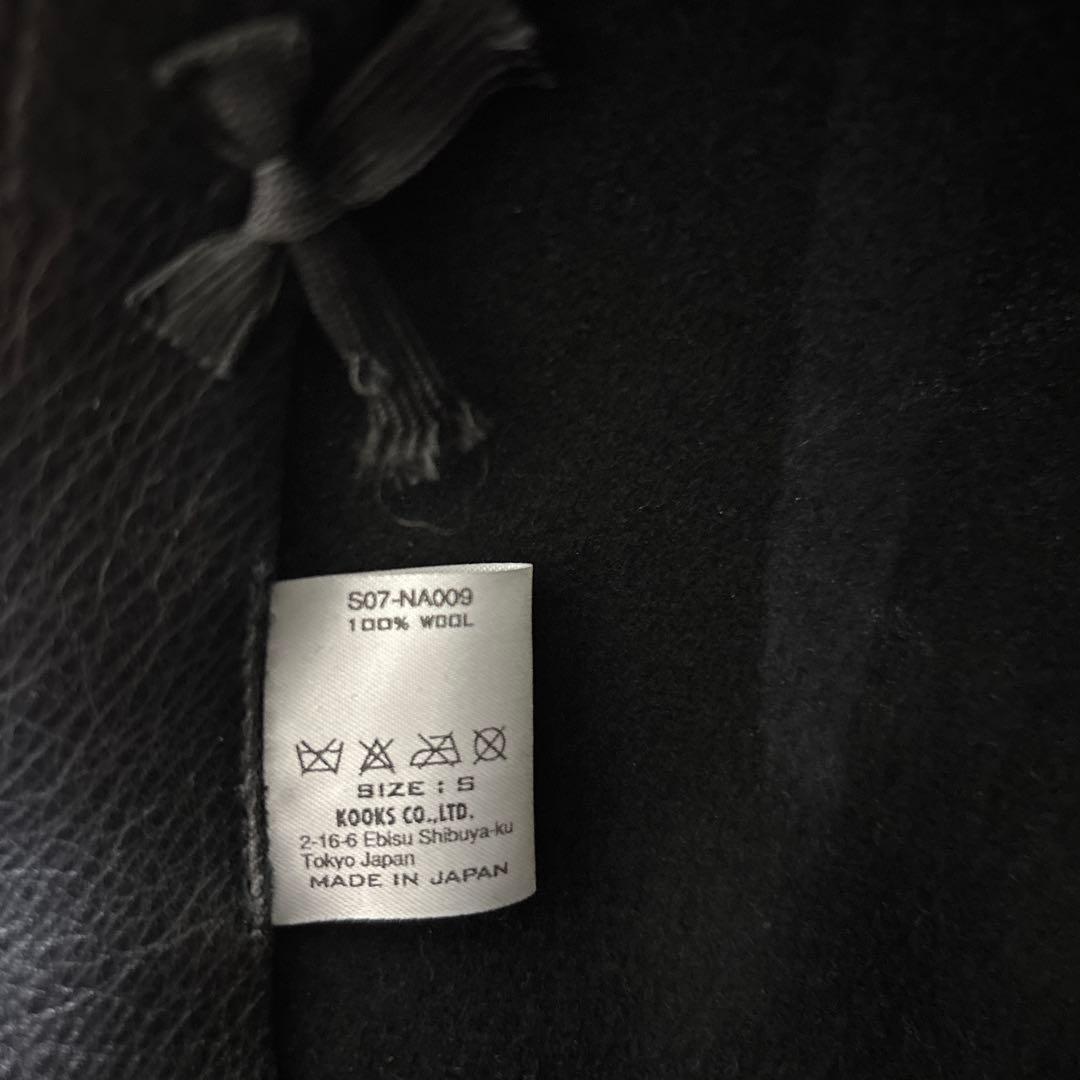 S07-NA009
100% WOOL
SIZE : S
KOOKS CO.,LTD.
2-16-6 Ebisu Shibuya-ku
Tokyo Japan
MADE IN JAPAN